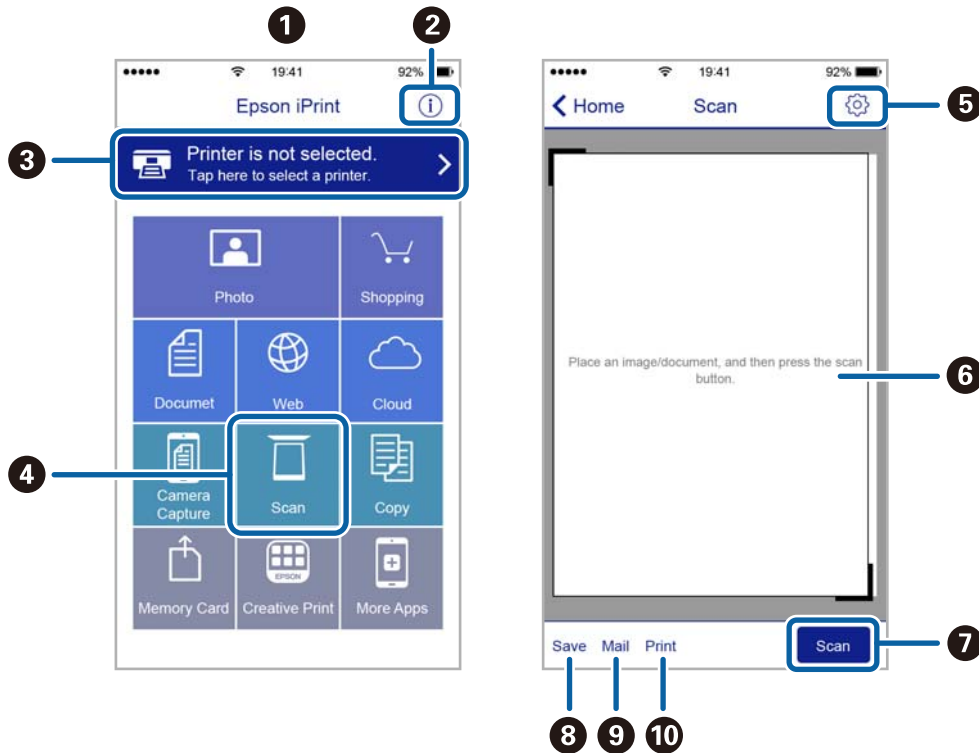 1
2
●●●●● 19:41 92%
Epson iPrint
3
Printer is not selected.
Tap here to select a printer.
Photo
Shopping
Documet
Web
Cloud
4
Camera
Capture
Scan
Copy
EPSON
Memory Card
Creative Print
More Apps
●●●●● 19:41 92%
Home
Scan
5
Place an image/document, and then press the scan
button.
6
Save Mail Print
Scan
7
8
9
10